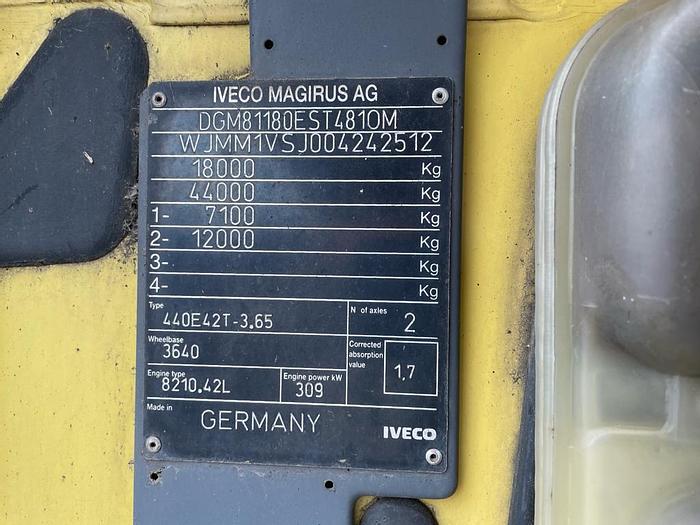 IVECO MAGIRUS AG
DGM81180EST4810M
WJMM1VSJ004242512
18000 Kg
44000 Kg
1- 7100 Kg
2- 12000 Kg
3- Kg
4- Kg
Type
440E42T-3.65
N of axles
2
Wheelbase
3640
Corrected
absorption
value
1,7
Engine type
8210.42L
Engine power kW
309
Made in
GERMANY
IVECO